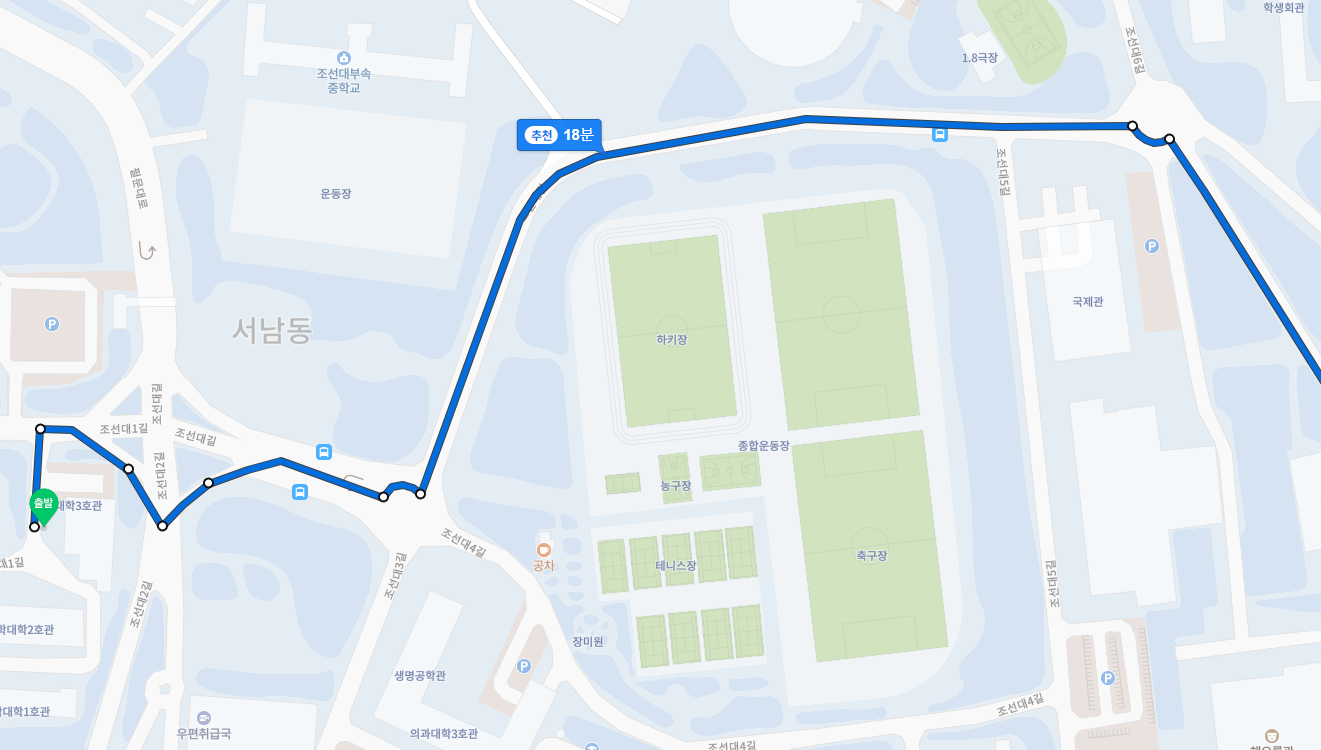 학생회관
조선대6길
1.8극장
조선대부속
중학교
추천 18분
필문대로
조선대5길
운동장
국제관
P
P
서남동
하키장
조선대길
조선대1길
조선대길
종합운동장
조선대2길
농구장
출발
대학3호관
조선대4길
공차
테니스장
축구장
대1길
조선대3길
조선대5길
조선대2길
학대학2호관
장미원
P
생명공학관
P
대학1호관
조선대4길
우편취급국
의과대학3호관
조선대4길